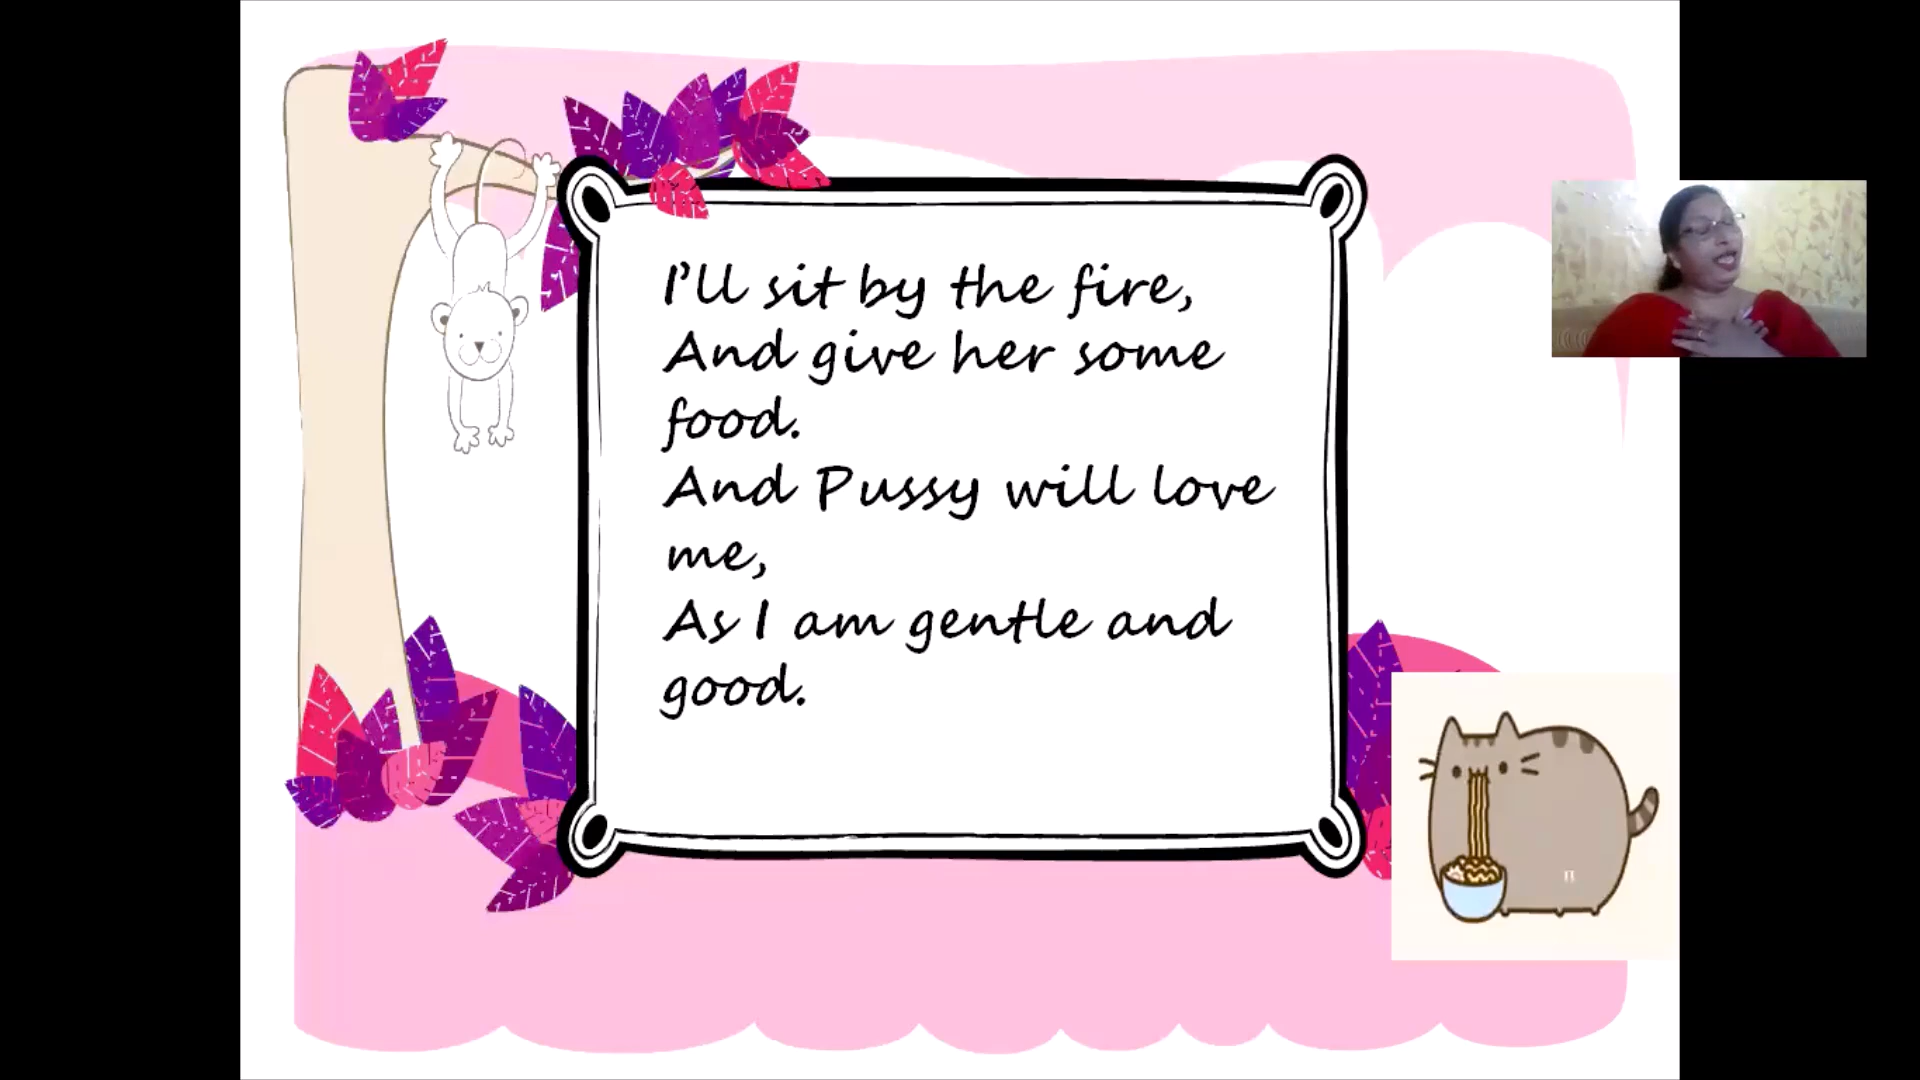 I'll sit by the fire,
And give her some
food.
And Pussy will love
me,
As I am gentle and
good.